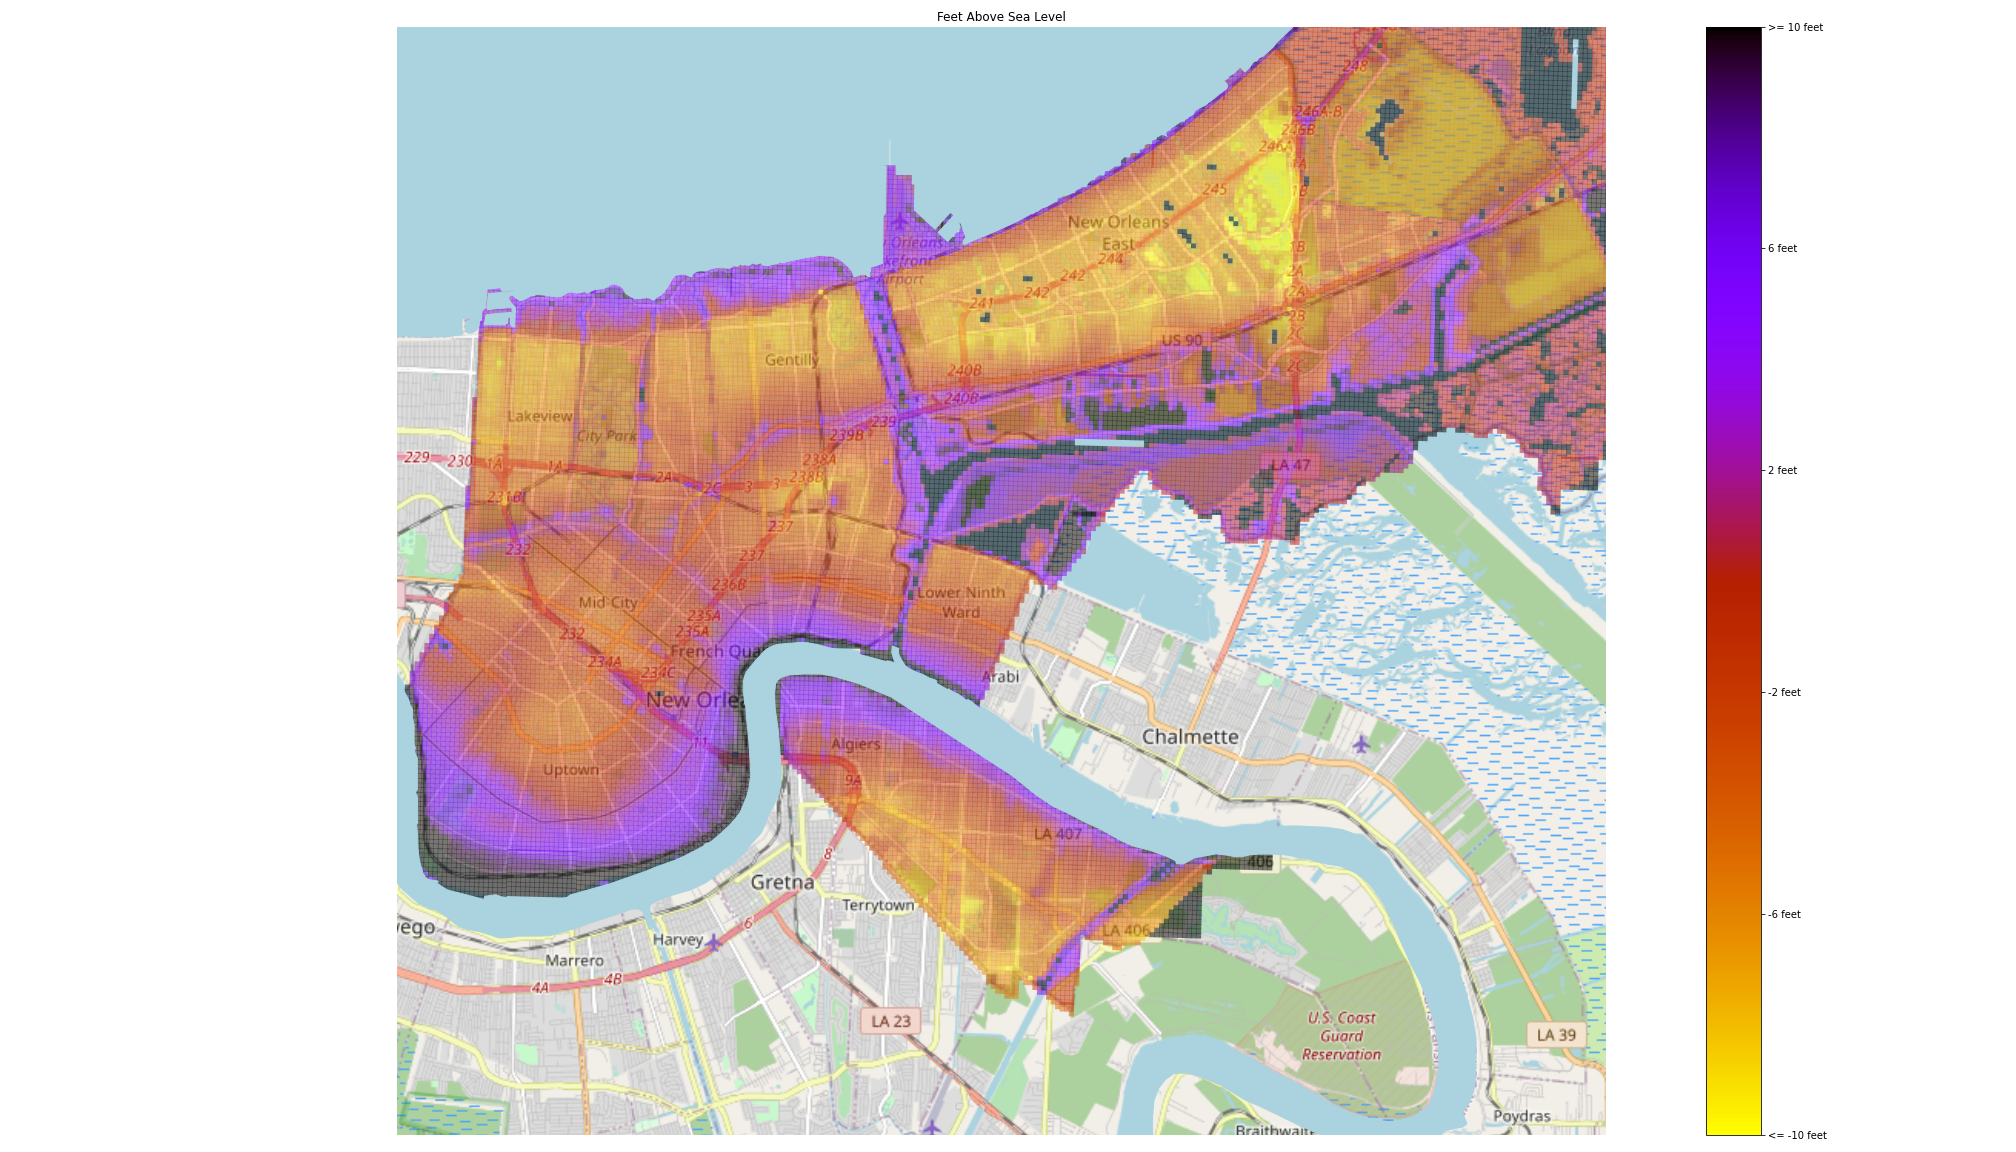 Feet Above Sea Level
>= 10 feet
6 feet
2 feet
-2 feet
-6 feet
<= -10 feet
248
246A-B
246B
246A
1A
245
1B
New Orleans
East
1B
244
2A
242
242
2A
241
2B
2C
US 90
2C
Orleans
kefront
Airport
Gentilly
240B
240B
239
239B
Lakeview
City Park
229
230
1A
1A
2A
2C
3
3
238A
238B
LA 47
231B
237
232
237
236B
Mid City
Lower Ninth
Ward
235A
235A
232
French Qua
234A
234C
New Orle
Arabi
11
Chalmette
Algiers
Uptown
9A
LA 407
8
406
Gretna
Terrytown
LA 406
Harvey
6
wego
Marrero
4B
4A
LA 23
U.S. Coast
Guard
Reservation
LA 39
Poydras
Braithwait